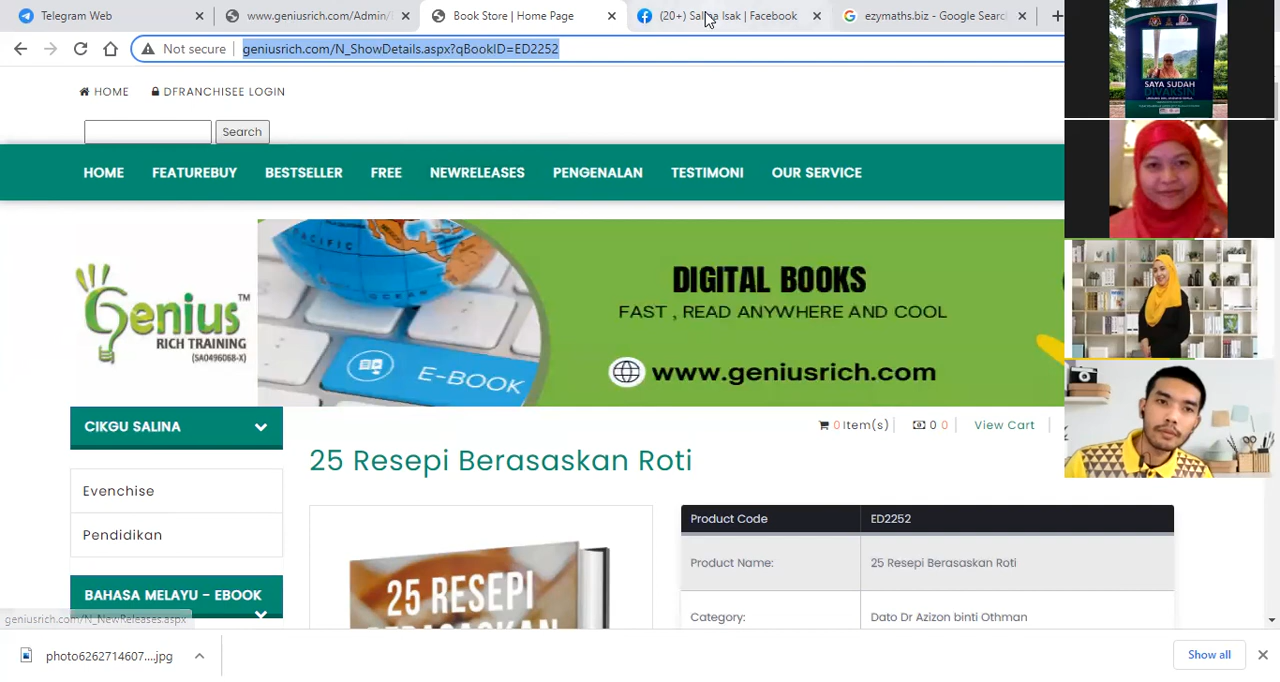 Telegram Web
www.geniusrich.com/Admin/
Book Store | Home Page
(20+) Salina Isak | Facebook
ezymaths.biz - Google Searc
Not secure
geniusrich.com/N_ShowDetails.aspx?qBookID=ED2252
HOME
DFRANCHISEE LOGIN
Search
HOME
FEATUREBUY
BESTSELLER
FREE
NEWRELEASES
PENGENALAN
TESTIMONI
OUR SERVICE
SAYA SUDAH
DIVAKSIN
PACIFIC
E-BOOK
Genius TM
RICH TRAINING
(SA0496068-X)
DIGITAL BOOKS
FAST , READ ANYWHERE AND COOL
www.geniusrich.com
CIKGU SALINA
0 Item(s)
0 0
View Cart
25 Resepi Berasaskan Roti
Evenchise
Pendidikan
BAHASA MELAYU - EBOOK
25 RESEPI
Product Code
ED2252
Product Name:
25 Resepi Berasaskan Roti
Category:
Dato Dr Azizon binti Othman
geniusrich.com/N_NewReleases.aspx
photo6262714607....jpg
Show all